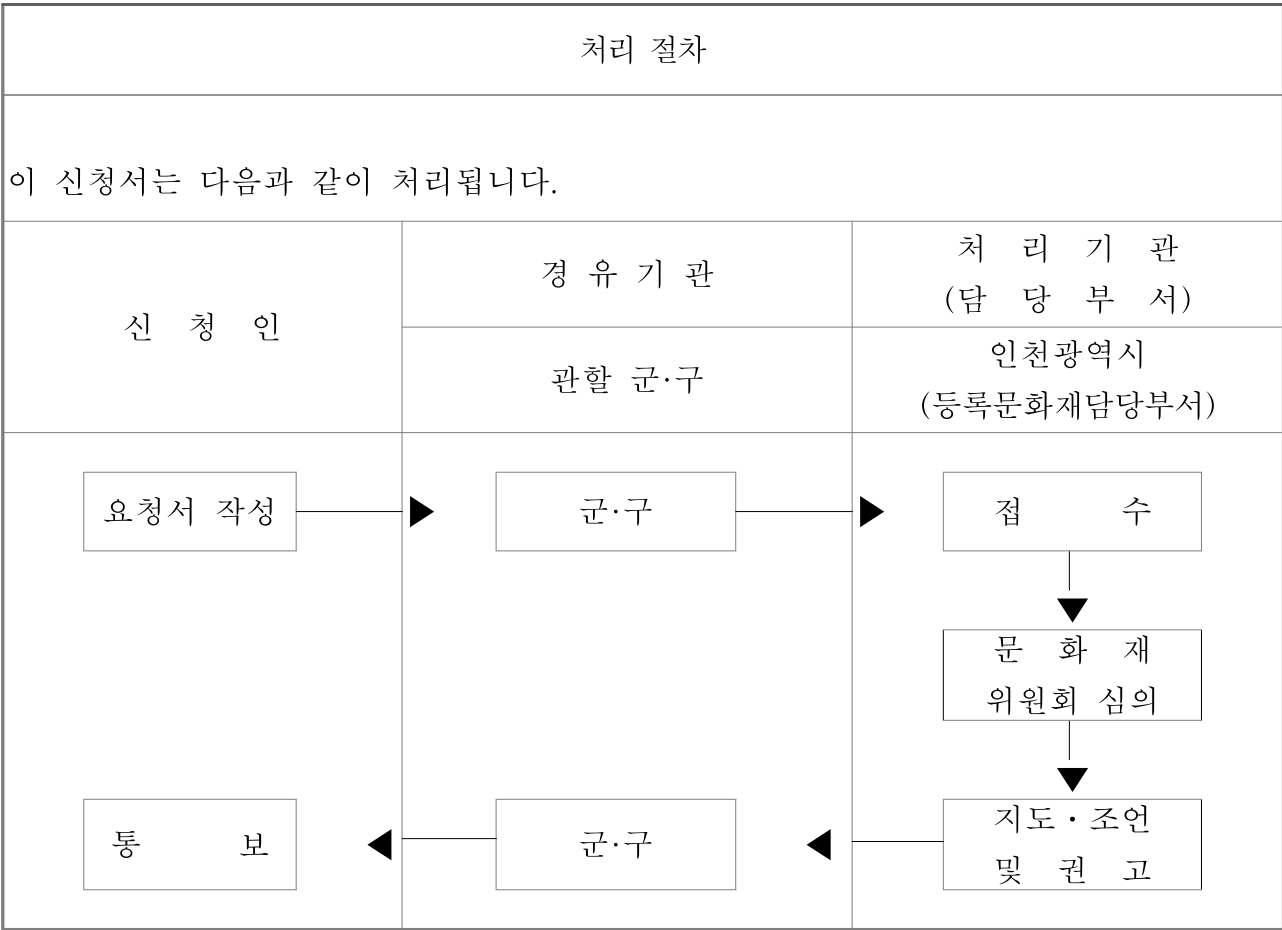 처리 절차
이 신청서는 다음과 같이 처리됩니다.
신 청 인
경 유 기 관
처 리 기 관
(담 당 부 서)
관할 군·구
인천광역시
(등록문화재담당부서)
요청서 작성
군·구
접 수
문 화 재
위원회 심의
지도·조언
및 권 고
군·구
통 보